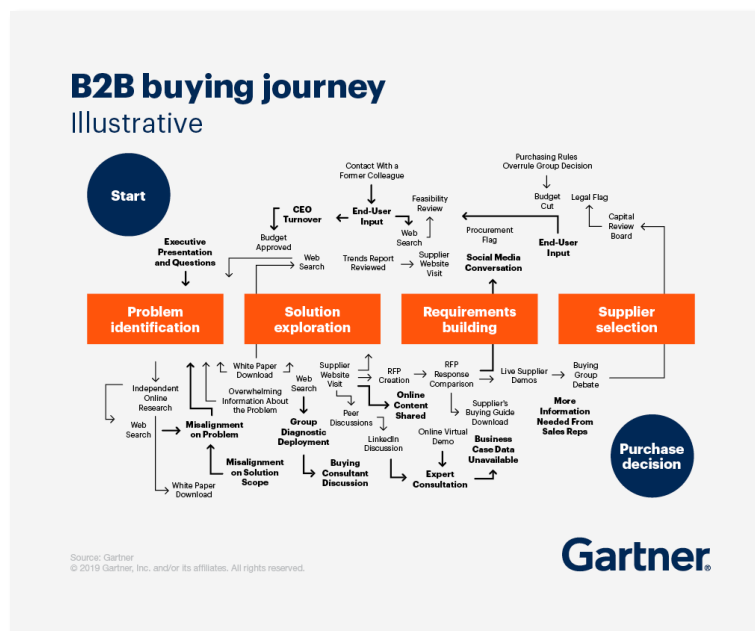 B2B buying journey
Illustrative
Start
Contact With a
Former Colleague
Purchasing Rules
Overrule Group Decision
CEO
Turnover
End-User
Input
Feasibility
Review
Budget
Cut
Legal Flag
Capital
Review
Board
Budget
Approved
Web
Search
Procurement
Flag
End-User
Input
Executive
Presentation
and Questions
Web
Search
Trends Report
Reviewed
Supplier
Website
Visit
Social Media
Conversation
Problem
identification
Solution
exploration
Requirements
building
Supplier
selection
Independent
Online
Research
White Paper
Download
Overwhelming
Information About
the Problem
Web
Search
Supplier
Website
Visit
RFP
Creation
RFP
Response
Comparison
Live Supplier
Demos
Buying
Group
Debate
Web
Search
Misalignment
on Problem
Group
Diagnostic
Deployment
Peer
Discussions
Online
Content
Shared
Supplier's
Buying Guide
Download
More
Information
Needed From
Sales Reps
LinkedIn
Discussion
Online Virtual
Demo
Business
Case Data
Unavailable
Misalignment
on Solution
Scope
Buying
Consultant
Discussion
Expert
Consultation
White Paper
Download
Purchase
decision
Source: Gartner
© 2019 Gartner, Inc. and/or its affiliates. All rights reserved.
Gartner®